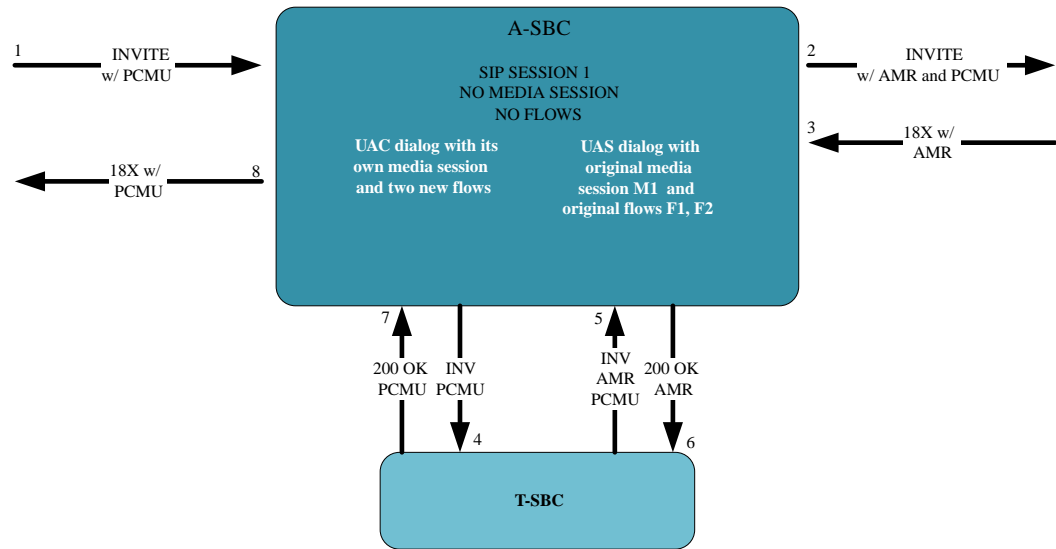 A-SBC
1
INVITE
w/ PCMU
2
INVITE
w/ AMR and PCMU
SIP SESSION 1
NO MEDIA SESSION
NO FLOWS
3
18X w/
AMR
UAC dialog with its
own media session
and two new flows
UAS dialog with
original media
session M1 and
original flows F1, F2
18X w/
PCMU
8
7
5
200 OK
PCMU
INV
PCMU
INV
AMR
PCMU
200 OK
AMR
4
6
T-SBC